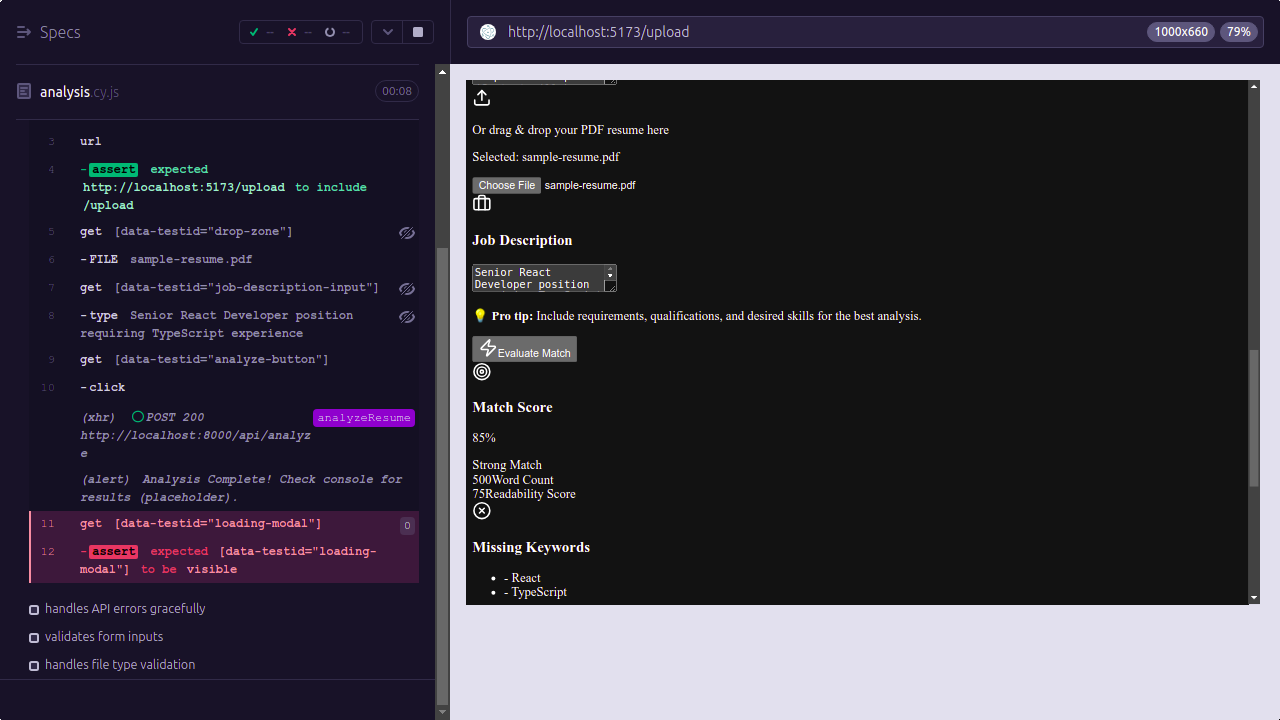 Specs
-- -- --
http://localhost:5173/upload
1000x660
79%
analysis.cy.js
00:08
3 url
4 -assert expected
http://localhost:5173/upload to include
/upload
5 get [data-testid="drop-zone"]
6 -FILE sample-resume.pdf
7 get [data-testid="job-description-input"]
8 -type Senior React Developer position
requiring TypeScript experience
9 get [data-testid="analyze-button"]
10 -click
(xhr) POST 200 analyzeResume
http://localhost:8000/api/analyz
e
(alert) Analysis Complete! Check console for
results (placeholder).
11 get [data-testid="loading-modal"] 0
12 -assert expected [data-testid="loading-
modal"] to be visible
handles API errors gracefully
validates form inputs
handles file type validation
Or drag & drop your PDF resume here
Selected: sample-resume.pdf
Choose File sample-resume.pdf
Job Description
Senior React
Developer position
💡 Pro tip: Include requirements, qualifications, and desired skills for the best analysis.
Evaluate Match
Match Score
85%
Strong Match
500Word Count
75Readability Score
Missing Keywords
- React
- TypeScript